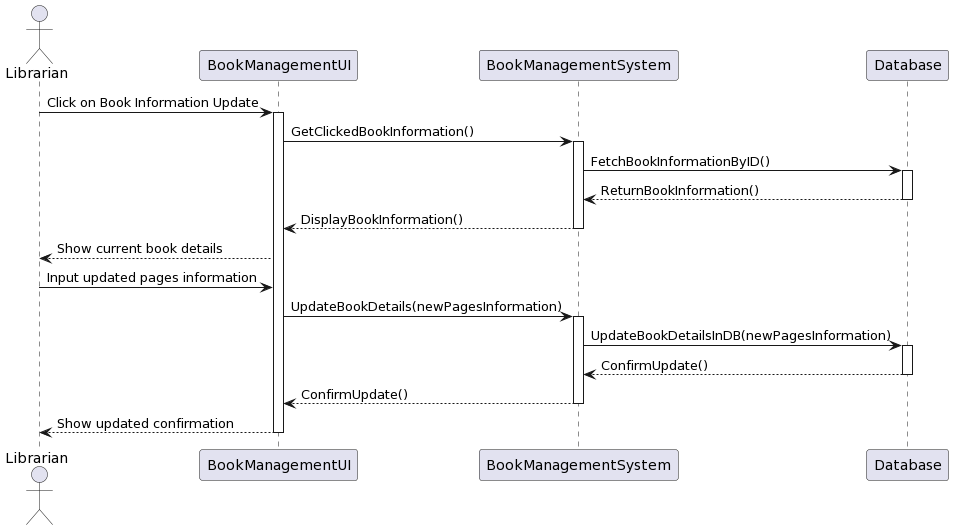 Librarian
BookManagementUI
BookManagementSystem
Database
Click on Book Information Update
GetClickedBookInformation()
FetchBookInformationByID()
ReturnBookInformation()
DisplayBookInformation()
Show current book details
Input updated pages information
UpdateBookDetails(newPagesInformation)
UpdateBookDetailsInDB(newPagesInformation)
ConfirmUpdate()
ConfirmUpdate()
Show updated confirmation
Librarian
BookManagementUI
BookManagementSystem
Database